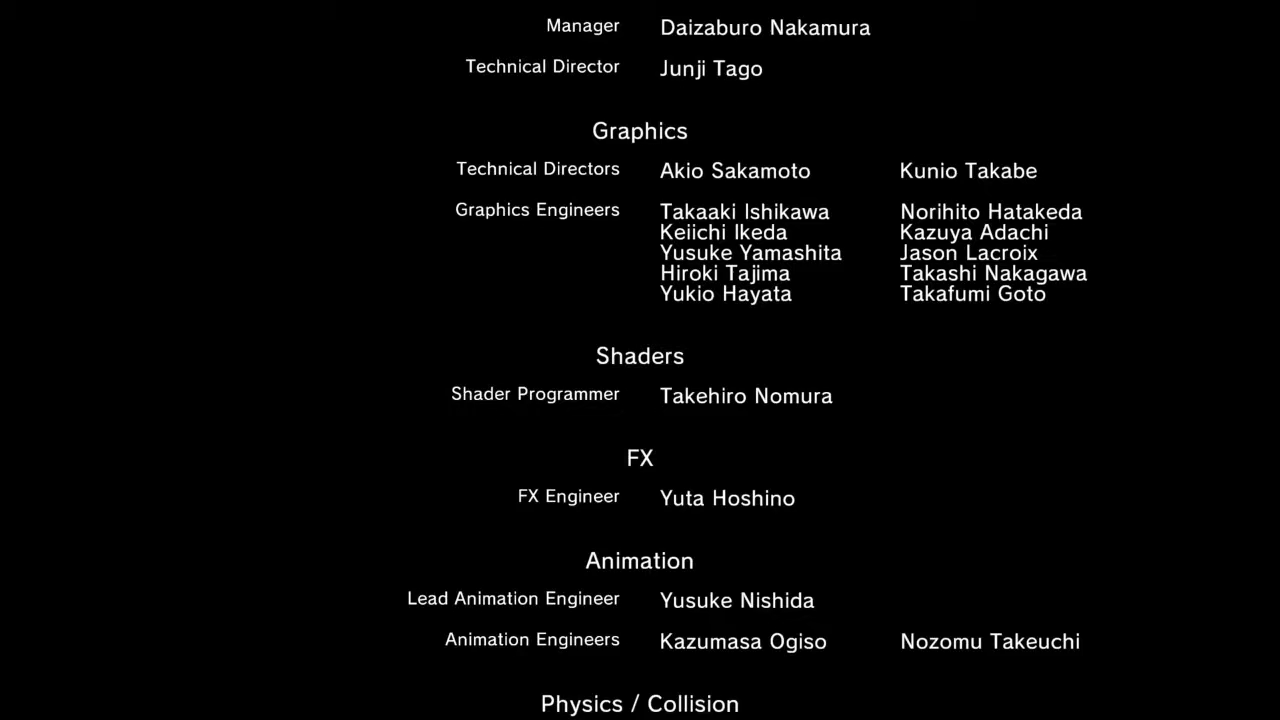 Manager Daizaburo Nakamura
Technical Director Junji Tago
Graphics
Technical Directors Akio Sakamoto Kunio Takabe
Graphics Engineers Takaaki Ishikawa Norihito Hatakeda
Keiichi Ikeda Kazuya Adachi
Yusuke Yamashita Jason Lacroix
Hiroki Tajima Takashi Nakagawa
Yukio Hayata Takafumi Goto
Shaders
Shader Programmer Takehiro Nomura
FX
FX Engineer Yuta Hoshino
Animation
Lead Animation Engineer Yusuke Nishida
Animation Engineers Kazumasa Ogiso Nozomu Takeuchi
Physics / Collision